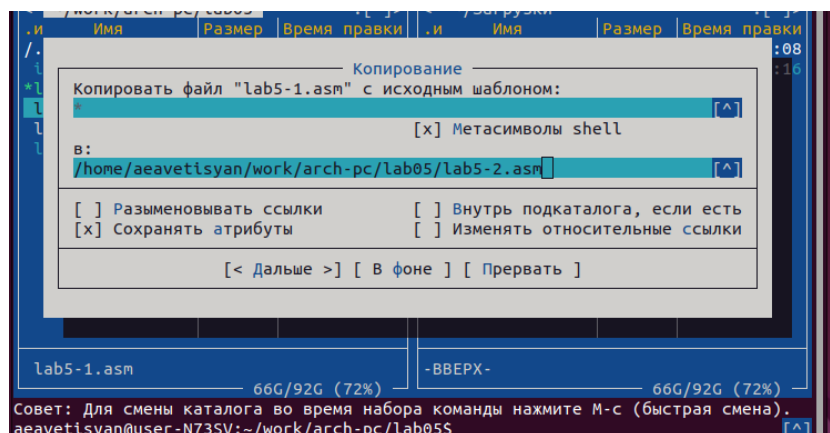 /work/arch-pc/lab05
/Загрузки
.и Имя Размер Время правки .и Имя Размер Время правки
/. :08
:16
Копирование
Копировать файл "lab5-1.asm" с исходным шаблоном:
* [^]
[x] Метасимволы shell
в:
/home/aeavetisyan/work/arch-pc/lab05/lab5-2.asm [^]
[ ] Разыменовывать ссылки [ ] Внутрь подкаталога, если есть
[x] Сохранять атрибуты [ ] Изменять относительные ссылки
[< Дальше >] [ В фоне ] [ Прервать ]
lab5-1.asm -ВВЕРХ-
66G/92G (72%) 66G/92G (72%)
Совет: Для смены каталога во время набора команды нажмите M-c (быстрая смена).
aeavetisyan@user-N73SV:~/work/arch-pc/lab05$ [^]